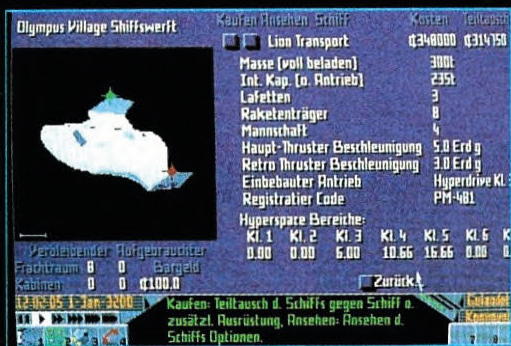 Olympus Village Shiffswerft
Kaufen Ansehen Schiff Kosten Teiltausch
Lion Transport ₵348000 ₵314750
Masse (voll beladen) 300t
Int. Kap. (o. Antrieb) 235t
Lafetten 3
Raketenträger 8
Mannschaft 4
Haupt-Thruster Beschleunigung 5.0 Erd g
Retro Thruster Beschleunigung 3.0 Erd g
Einbebauter Antrieb Hyperdrive Kl.
Registratier Code PM-481
Hyperspace Bereiche:
Kl. 1 Kl. 2 Kl. 3 Kl. 4 Kl. 5 Kl. 6
0.00 0.00 6.00 10.66 16.66 0.00
Verbleibender Aufgebrauchter
Frachtraum 8 0 Bargeld
Kabinen 0 0 ₵100.0
Zurück
12:02:05 1-Jan-3200
Kaufen: Teiltausch d. Schiffs gegen Schiff o.
zusätzl. Ausrüstung, Ansehen: Ansehen d.
Schiffs Optionen.
7 8